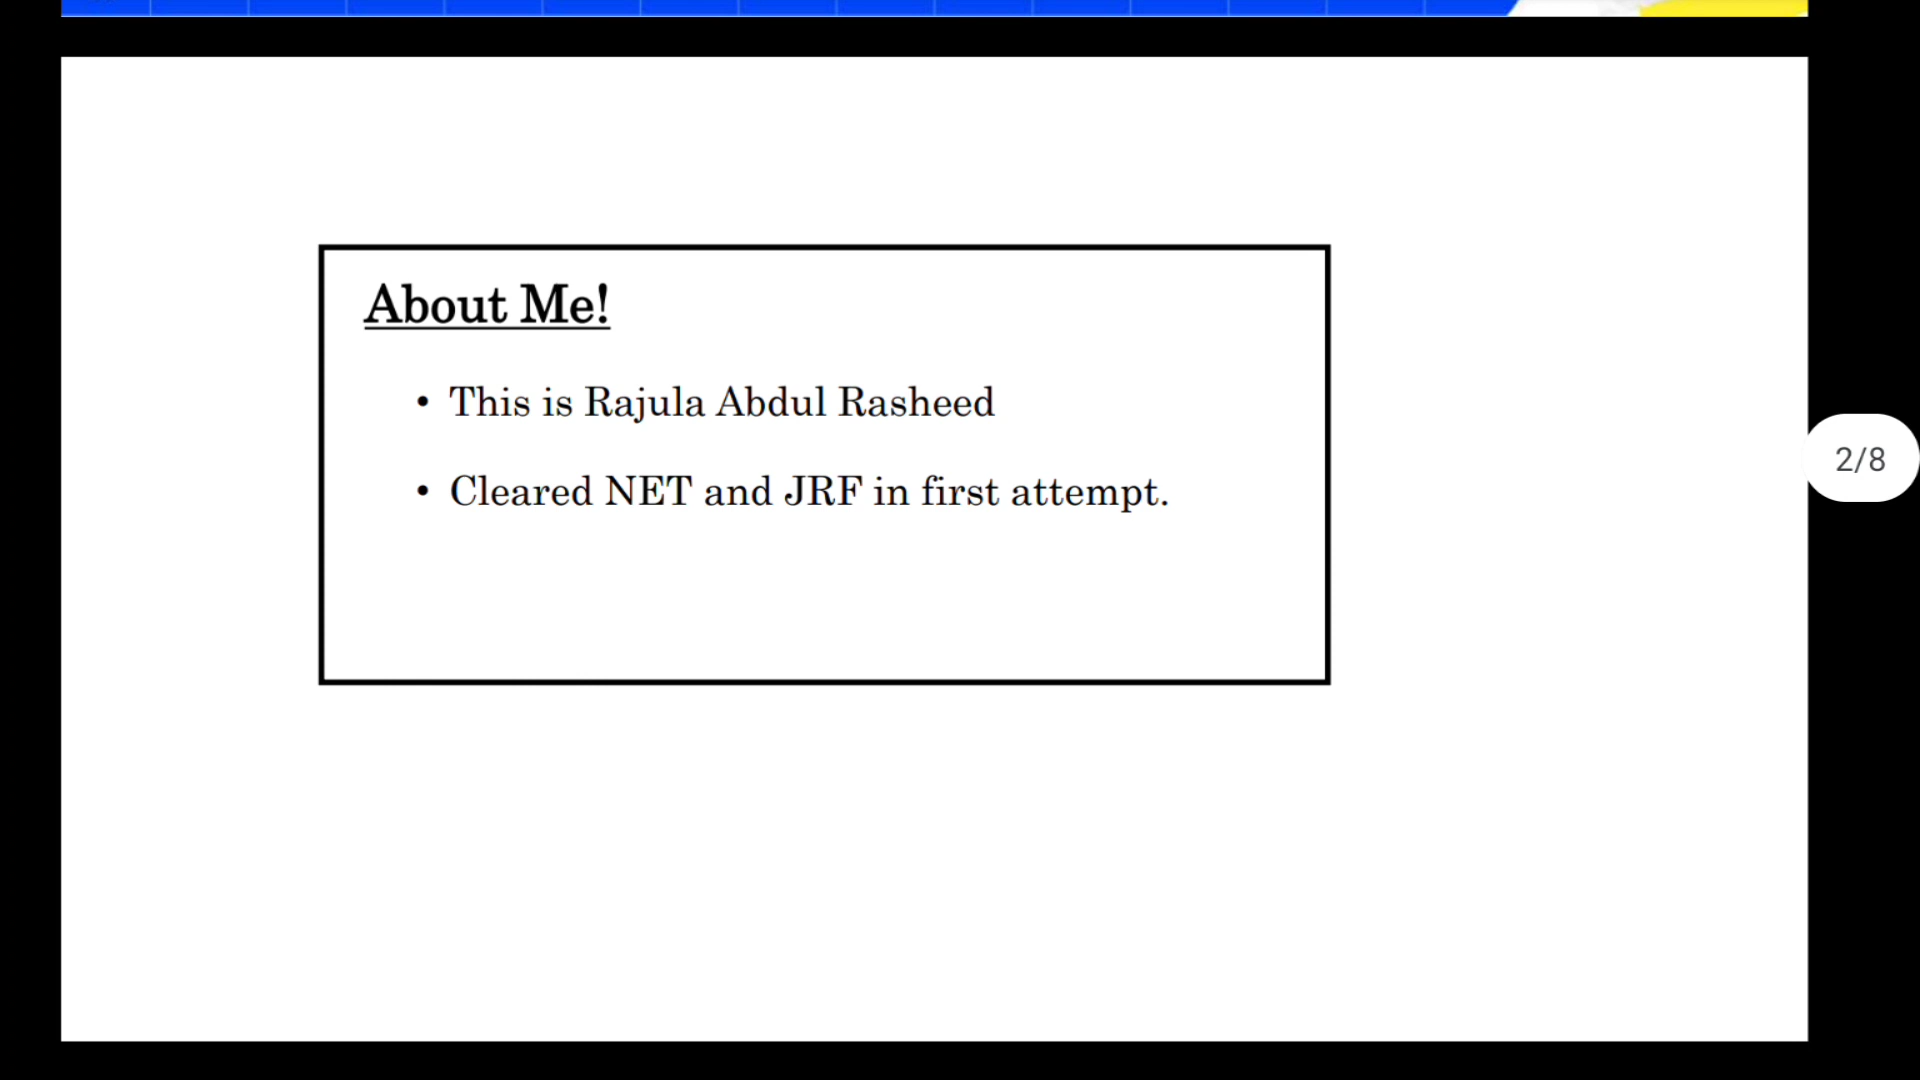 About Me!
• This is Rajula Abdul Rasheed
• Cleared NET and JRF in first attempt.
2/8